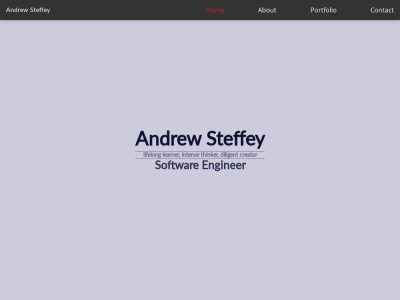 Andrew Steffey
Home
About
Portfolio
Contact
Andrew Steffey
lifelong learner, intense thinker, diligent creator
Software Engineer